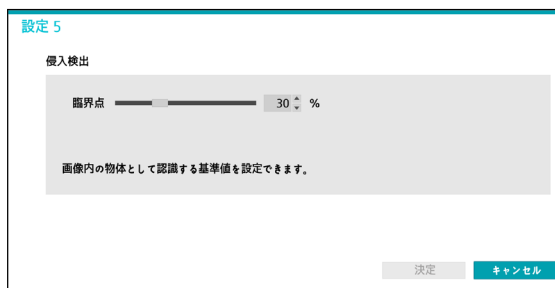 設定 5
侵入検出
臨界点 30 %
画像内の物体として認識する基準値を設定できます。
決定 キャンセル